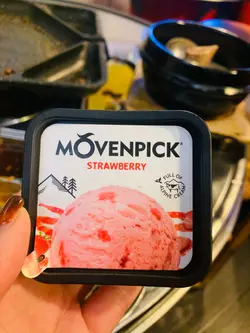 MÖVENPICK®
STRAWBERRY
FULL OF
ALPINE CREAM